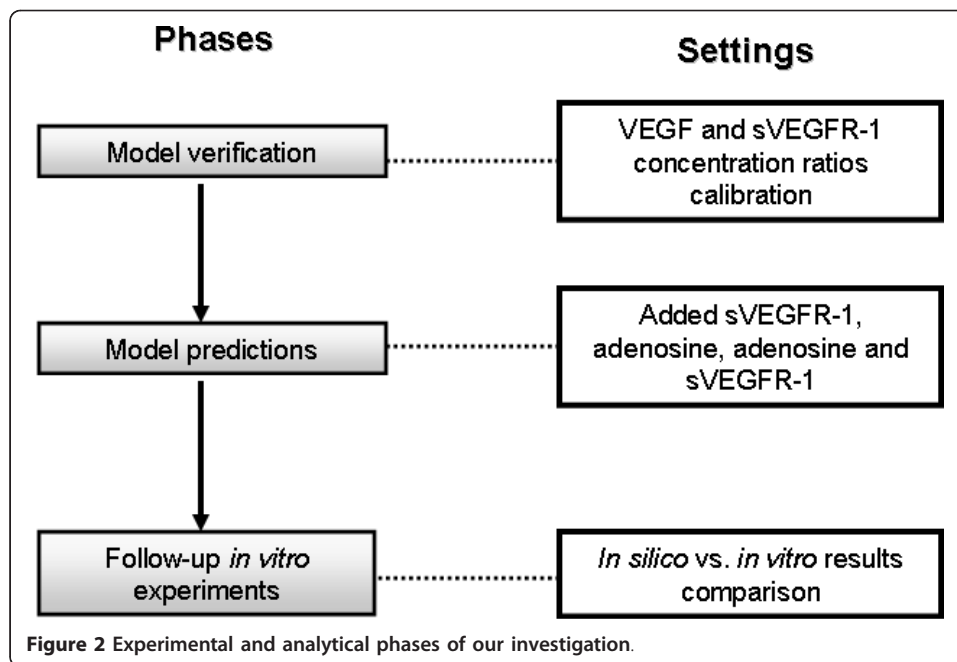 Phases
Settings
Model verification
VEGF and sVEGFR-1
concentration ratios
calibration
Model predictions
Added sVEGFR-1,
adenosine, adenosine and
sVEGFR-1
Follow-up in vitro
experiments
In silico vs. in vitro results
comparison
Figure 2 Experimental and analytical phases of our investigation.